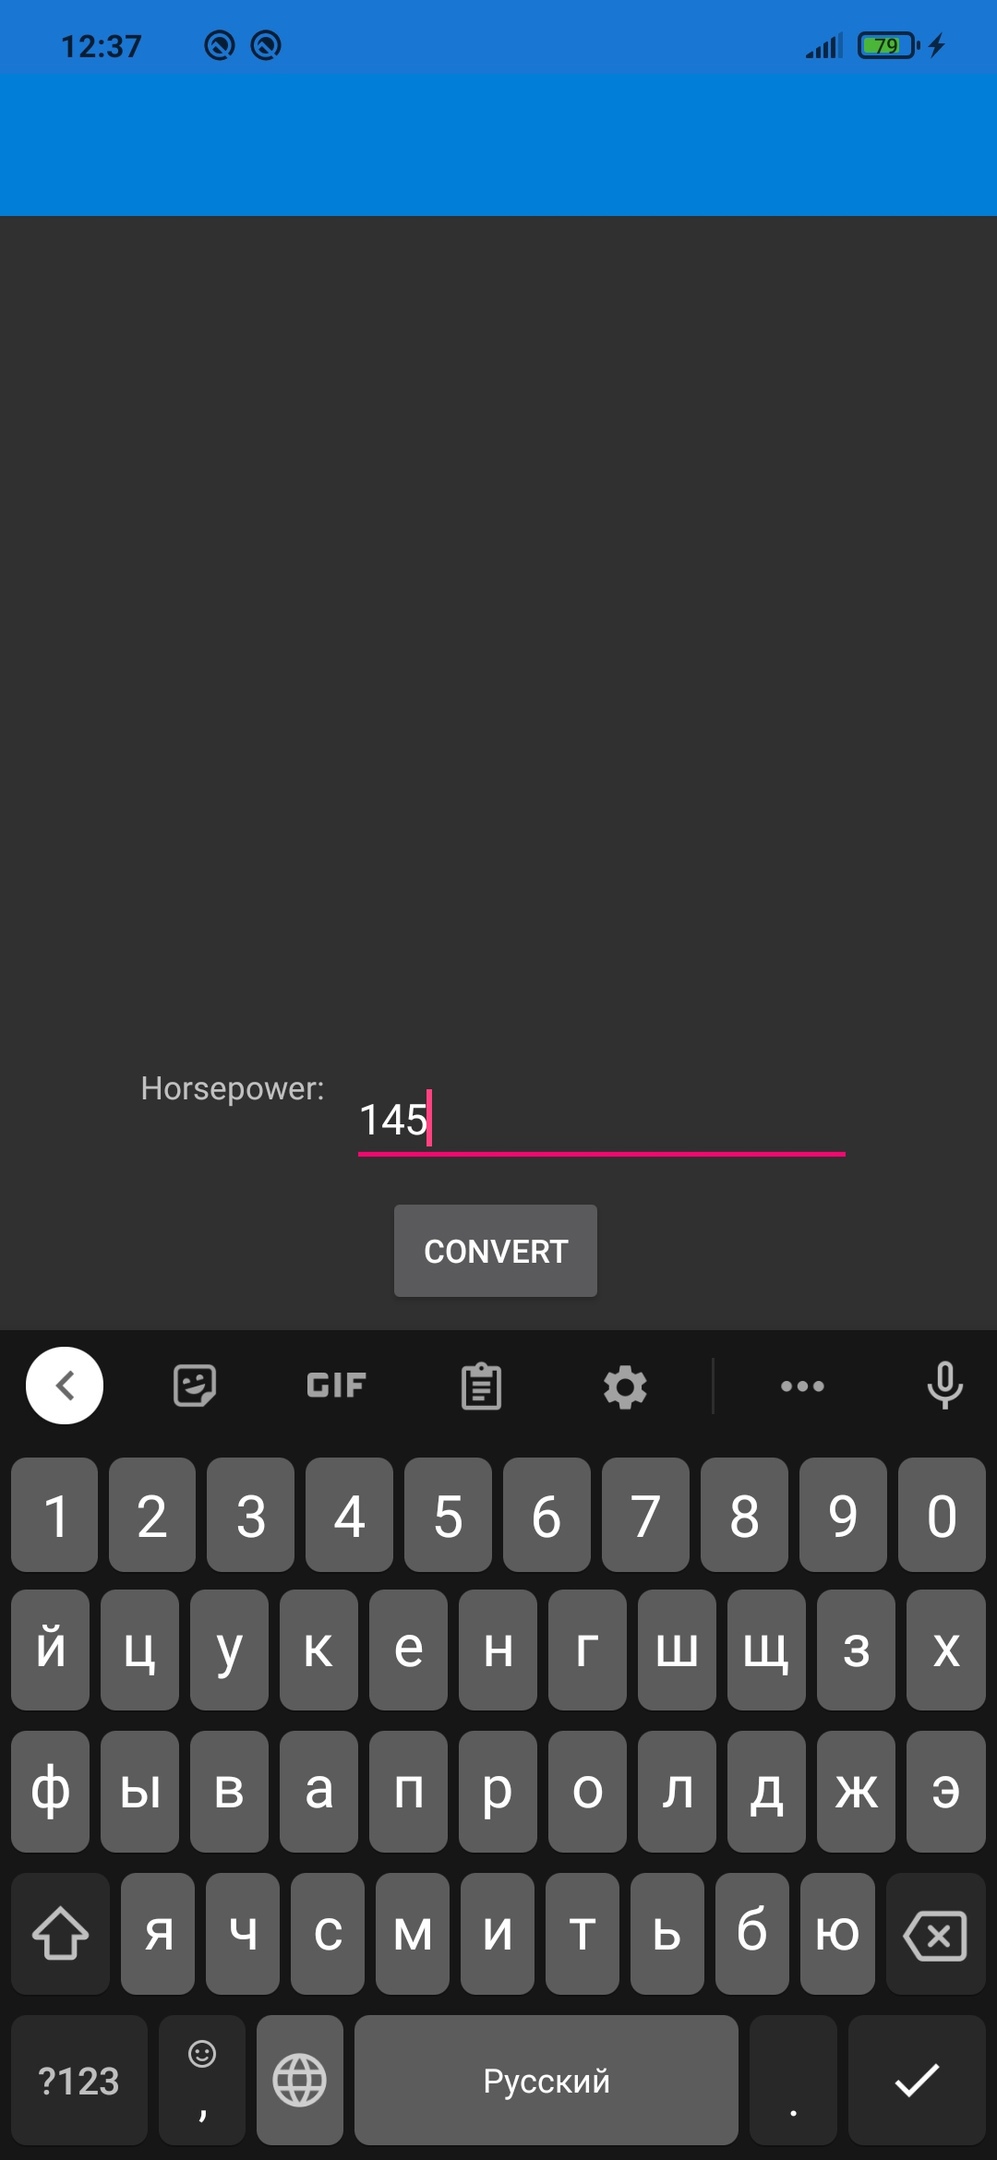 12:37
79
Horsepower:
145
CONVERT
GIF
1 2 3 4 5 6 7 8 9 0
й ц у к е н г ш щ з х
ф ы в а п р о л д ж э
я ч с м и т ь б ю
?123 , Русский .